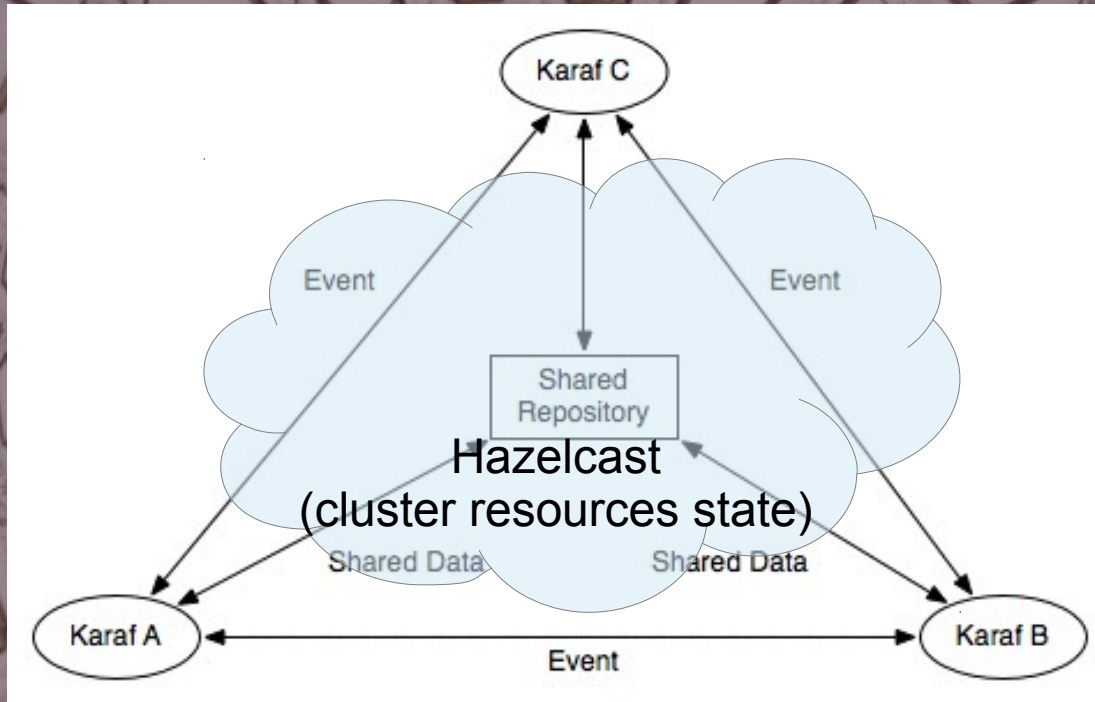 Karaf C
Event
Event
Shared
Repository
Hazelcast
(cluster resources state)
Shared Data
Shared Data
Karaf A
Karaf B
Event